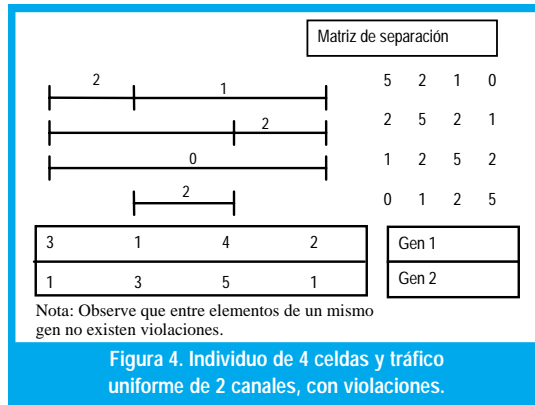 Matriz de separación
2 1 5 2 1 0
2 2 5 2 1
0 1 2 5 2
2 0 1 2 5
3 1 4 2 Gen 1
1 3 5 1 Gen 2
Nota: Observe que entre elementos de un mismo
gen no existen violaciones.
Figura 4. Individuo de 4 celdas y tráfico
uniforme de 2 canales, con violaciones.